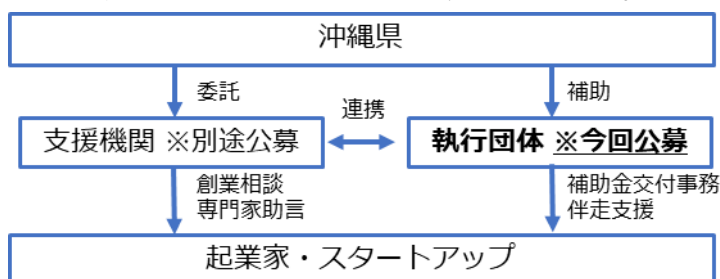 沖縄県
委託
補助
連携
支援機関 ※別途公募
執行団体 ※今回公募
創業相談
専門家助言
補助金交付事務
伴走支援
起業家・スタートアップ